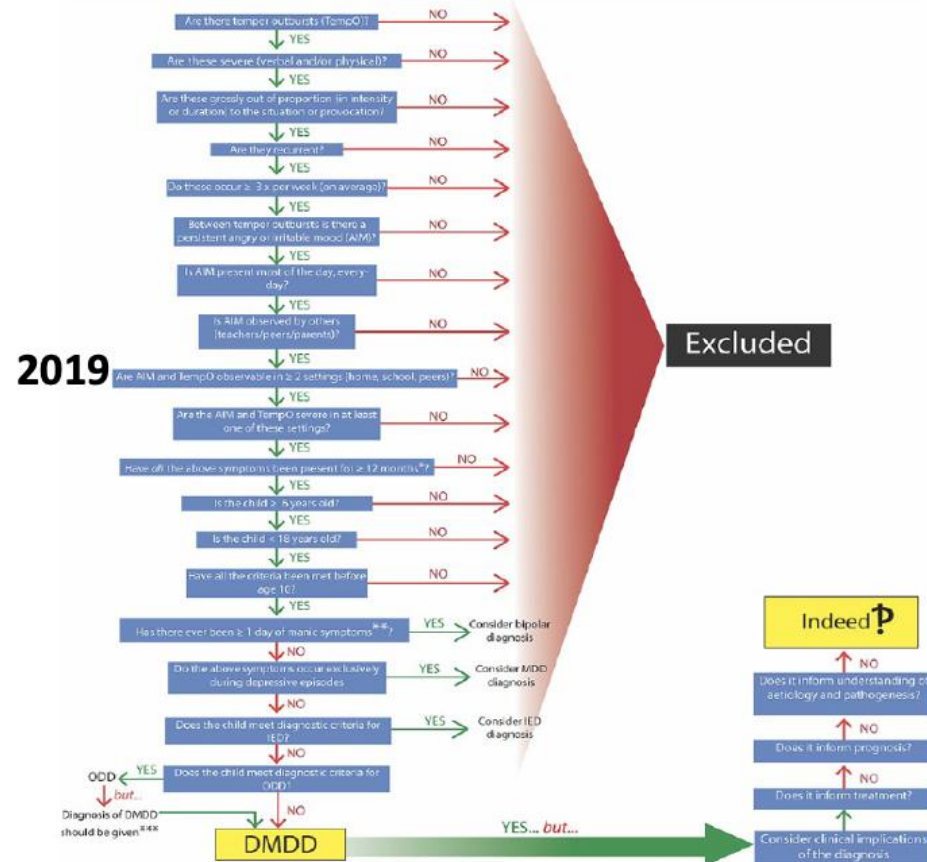 Are there temper outbursts (TempO)?
NO
YES
Are these severe (verbal and/or physical)?
NO
YES
Are these grossly out of proportion (in intensity
or duration) to the situation or provocation?
NO
YES
Are they recurrent?
NO
YES
Do these occur ≥ 3 x per week (on average)?
NO
YES
Between temper outbursts is there a
persistent angry or irritable mood (AIM)?
NO
YES
Is AIM present most of the day, every-
day?
NO
YES
Is AIM observed by others
(teachers/peers/parents)?
NO
YES
2019
Are AIM and TempO observable in ≥ 2 settings (home, school, peers)?
NO
YES
Are the AIM and TempO severe in at least
one of these settings?
NO
YES
Have all the above symptoms been present for ≥ 12 months*?
NO
YES
Is the child ≥ 6 years old?
NO
YES
Is the child < 18 years old?
NO
YES
Have all the criteria been met before
age 10?
NO
YES
Excluded
Has there ever been ≥ 1 day of manic symptoms**?
YES
Consider bipolar
diagnosis
NO
Do the above symptoms occur exclusively
during depressive episodes
YES
Consider MDD
diagnosis
NO
Does the child meet diagnostic criteria for
IED?
YES
Consider IED
diagnosis
NO
Does the child meet diagnostic criteria for
ODD?
YES
ODD
but...
Diagnosis of DMDD
should be given***
NO
DMDD
YES... but...
Consider clinical implications
of the diagnosis
Does it inform treatment?
NO
Does it inform prognosis?
NO
Does it inform understanding of
aetiology and pathogenesis?
NO
Indeed‽